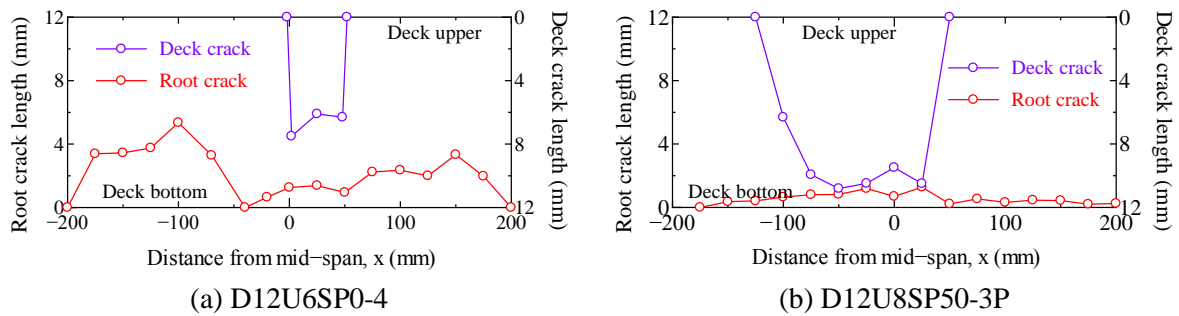 12
8
4
0
Root crack length (mm)
Deck crack
Root crack
Deck upper
Deck bottom
0
4
8
12
Deck crack length (mm)
−200
−100
0
100
200
Distance from mid−span, x (mm)
(a) D12U6SP0-4
12
8
4
0
Root crack length (mm)
Deck upper
Deck crack
Root crack
Deck bottom
0
4
8
12
Deck crack length (mm)
−200
−100
0
100
200
Distance from mid−span, x (mm)
(b) D12U8SP50-3P